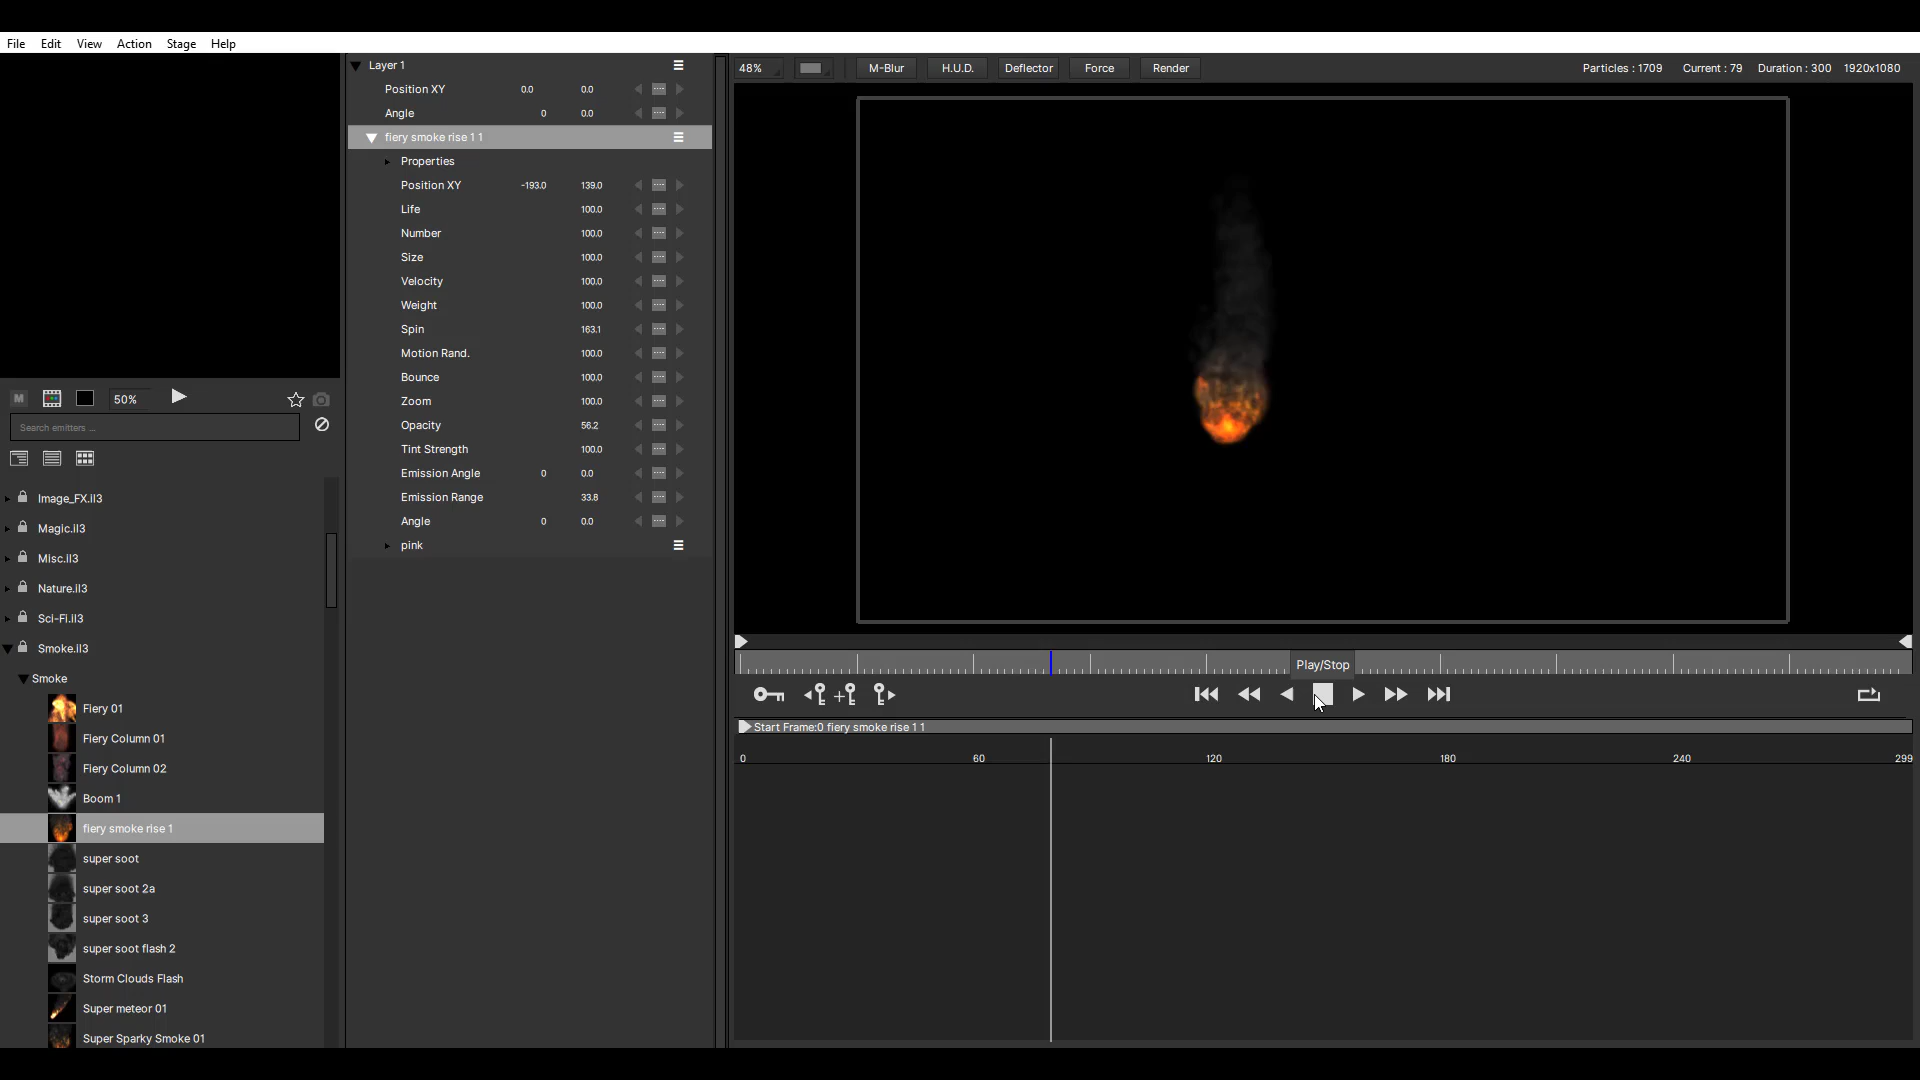 File Edit View Action Stage Help
Layer 1
Position XY 0.0 0.0
Angle 0 0.0
fiery smoke rise 1 1
Properties
Position XY -193.0 139.0
Life 100.0
Number 100.0
Size 100.0
Velocity 100.0
Weight 100.0
Spin 163.1
Motion Rand. 100.0
Bounce 100.0
Zoom 100.0
Opacity 56.2
Tint Strength 100.0
Emission Angle 0 0.0
Emission Range 33.8
Angle 0 0.0
pink
M 50%
Search emitters ...
Image_FX.il3
Magic.il3
Misc.il3
Nature.il3
Sci-Fi.il3
Smoke.il3
Smoke
Fiery 01
Fiery Column 01
Fiery Column 02
Boom 1
fiery smoke rise 1
super soot
super soot 2a
super soot 3
super soot flash 2
Storm Clouds Flash
Super meteor 01
Super Sparky Smoke 01
48% M-Blur H.U.D. Deflector Force Render Particles : 1709 Current : 79 Duration : 300 1920x1080
Play/Stop
Start Frame:0 fiery smoke rise 1 1
0 60 120 180 240 299